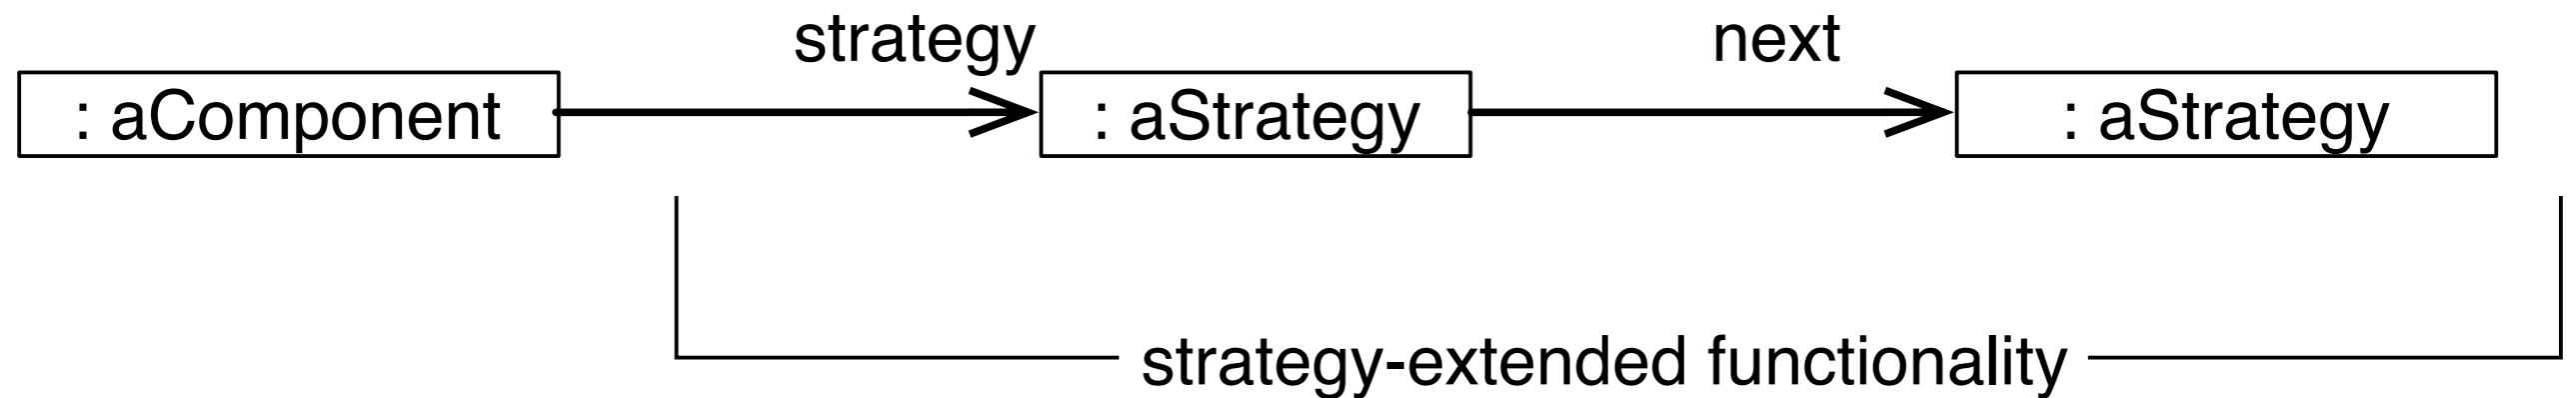 strategy
next
: aComponent
: aStrategy
: aStrategy
strategy-extended functionality